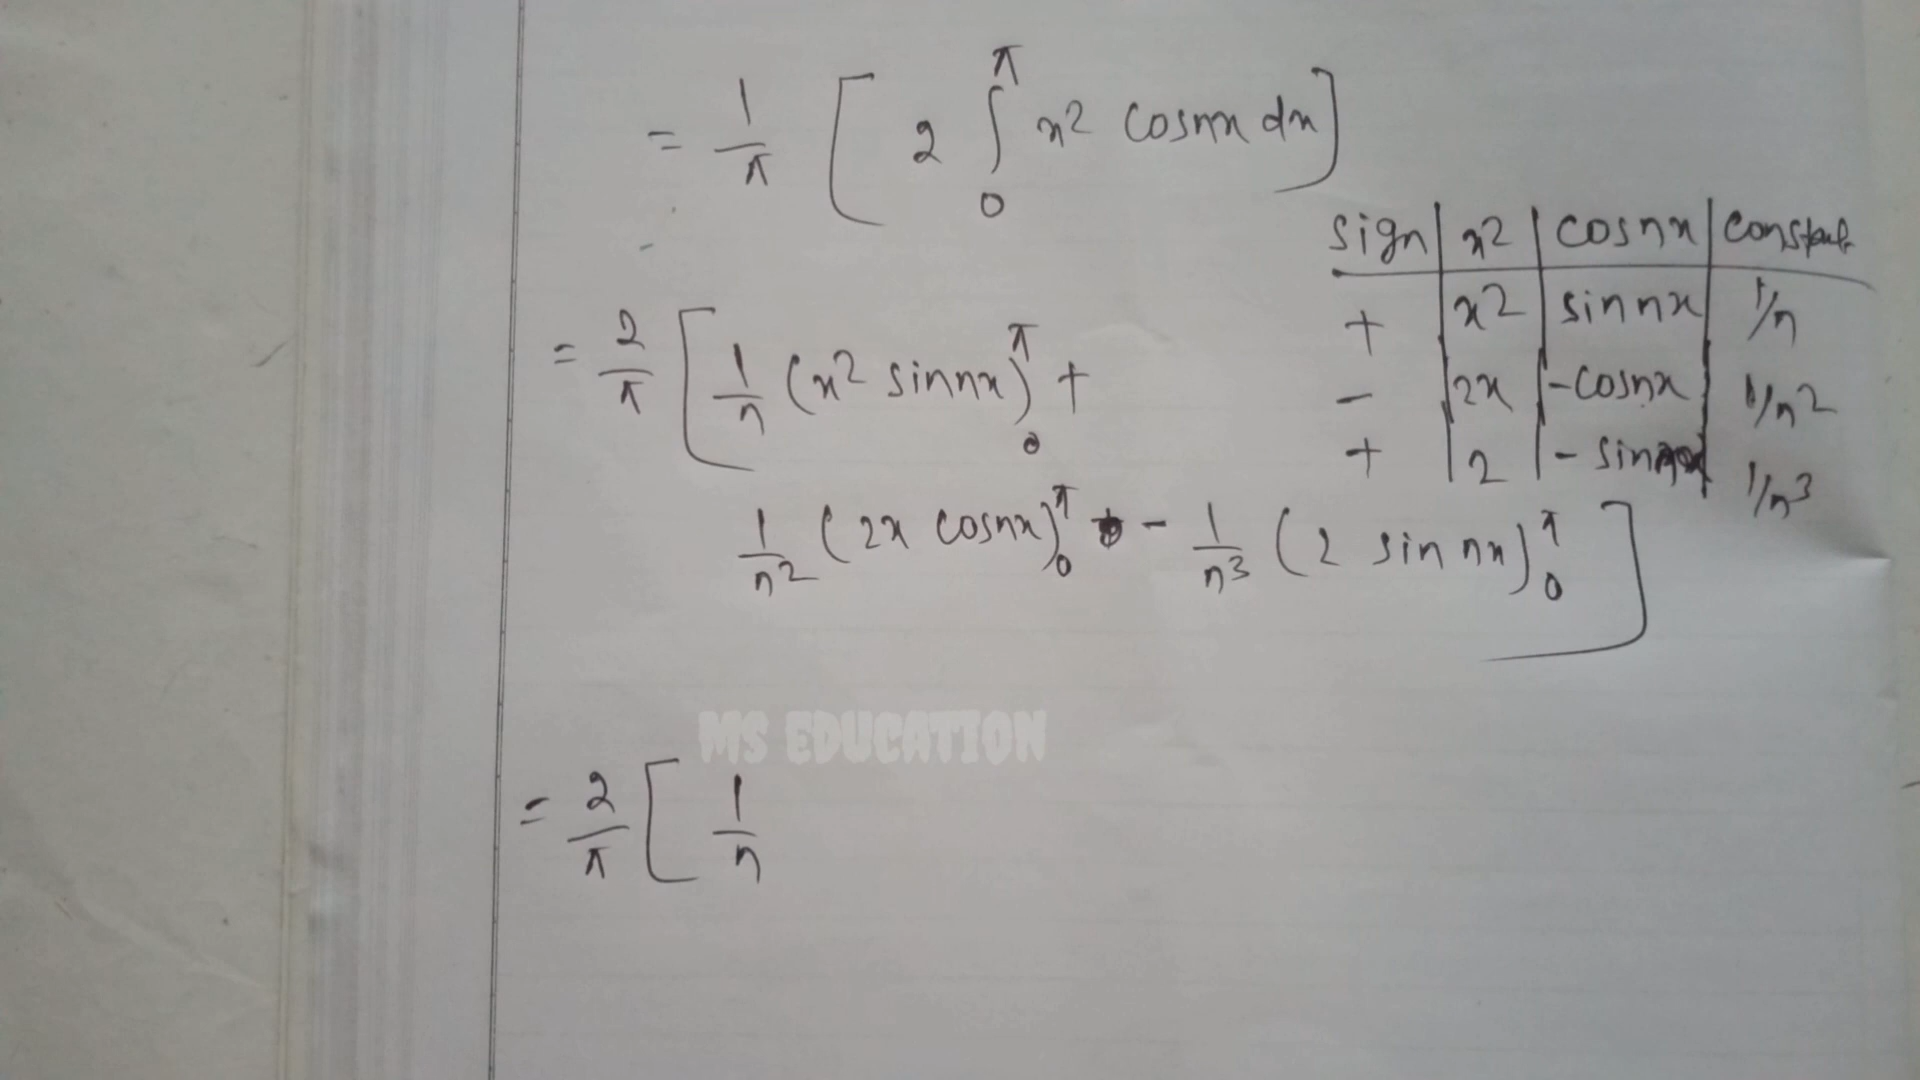 = 1/π [ 2 ∫₀^π x² cosnx dx ]
sign | x² | cosnx | constant
+ | x² | sinnx | 1/n
- | 2x | -cosnx | 1/n²
+ | 2 | - sinnx | 1/n³
= 2/π [ 1/n (x² sinnx)₀^π +
1/n² (2x cosnx)₀^π - 1/n³ (2 sin nx)₀^π ]
MS EDUCATION
= 2/π [ 1/n